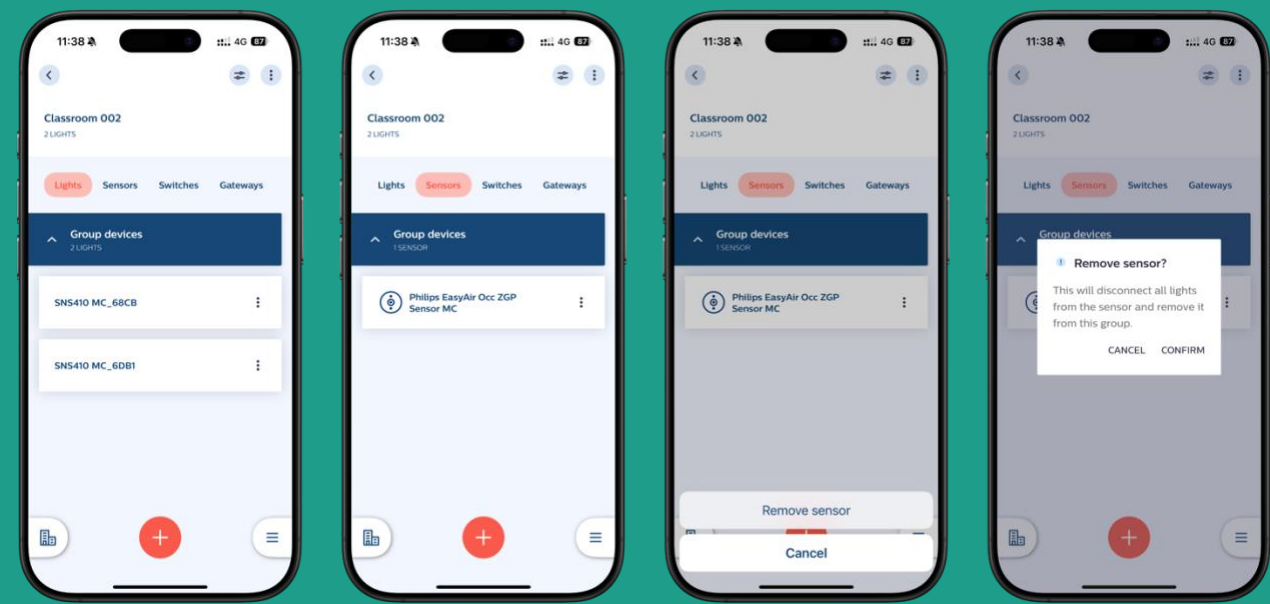 11:38
4G 87
Classroom 002
2 LIGHTS
Lights Sensors Switches Gateways
Group devices
2 LIGHTS
SNS410 MC_68CB
SNS410 MC_6DB1
11:38
4G 87
Classroom 002
2 LIGHTS
Lights Sensors Switches Gateways
Group devices
1 SENSOR
Philips EasyAir Occ ZGP
Sensor MC
11:38
4G 87
Classroom 002
2 LIGHTS
Lights Sensors Switches Gateways
Group devices
1 SENSOR
Philips EasyAir Occ ZGP
Sensor MC
Remove sensor
Cancel
11:38
4G 87
Classroom 002
2 LIGHTS
Lights Sensors Switches Gateways
Group devices
Remove sensor?
This will disconnect all lights
from the sensor and remove it
from this group.
CANCEL CONFIRM